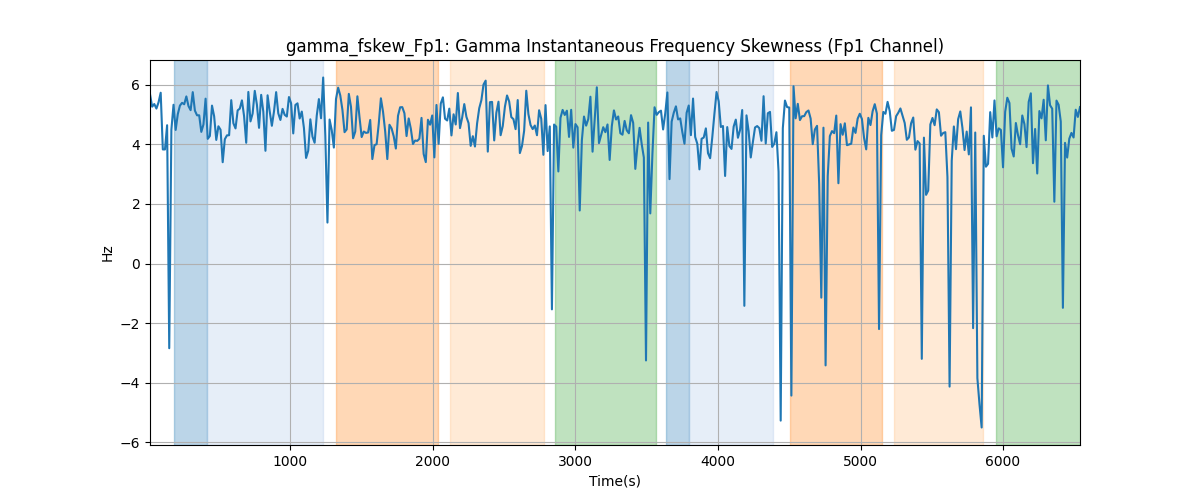 gamma_fskew_Fp1: Gamma Instantaneous Frequency Skewness (Fp1 Channel)
6
4
2
0
−2
−4
−6
Hz
1000 2000 3000 4000 5000 6000
Time(s)